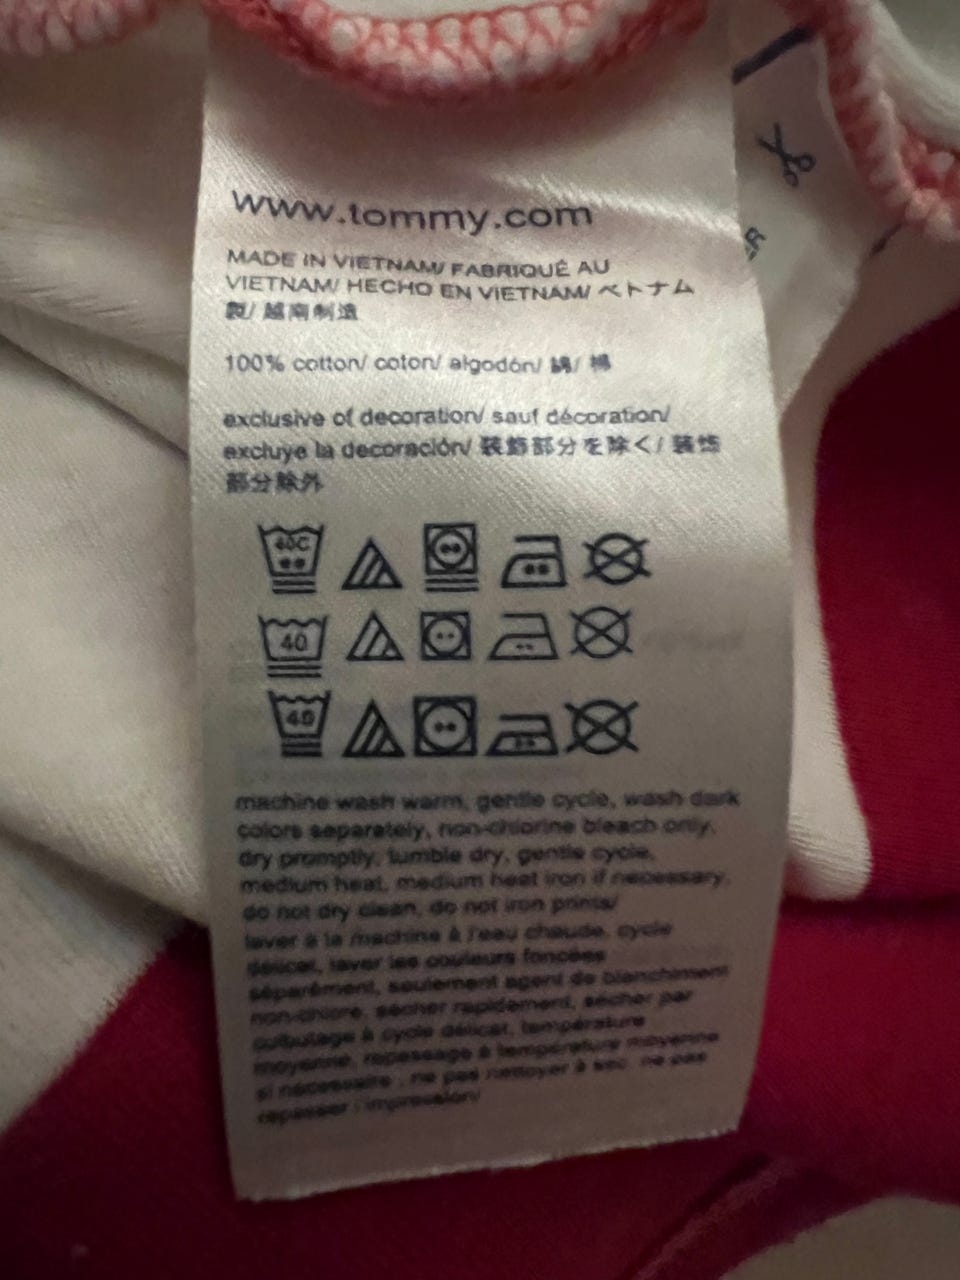 www.tommy.com
MADE IN VIETNAM/ FABRIQUÉ AU
VIETNAM/ HECHO EN VIETNAM/ ベトナム
製/ 越南制造
100% cotton/ coton/ algodón/ 綿/ 棉
exclusive of decoration/ sauf décoration/
excluye la decoración/ 装飾部分を除く/ 装饰
部分除外
40C
40
40
machine wash warm, gentle cycle, wash dark
colors separately, non-chlorine bleach only,
dry promptly, tumble dry, gentle cycle,
medium heat, medium heat iron if necessary,
do not dry clean, do not iron prints/
laver à la machine à l'eau chaude, cycle
délicat, laver les couleurs foncées
séparément, seulement agent de blanchiment
non-chlore, sécher rapidement, sécher par
culbutage à cycle délicat, température
moyenne, repassage à température moyenne
si nécessaire ; ne pas nettoyer à sec, ne pas
repasser l'impression/